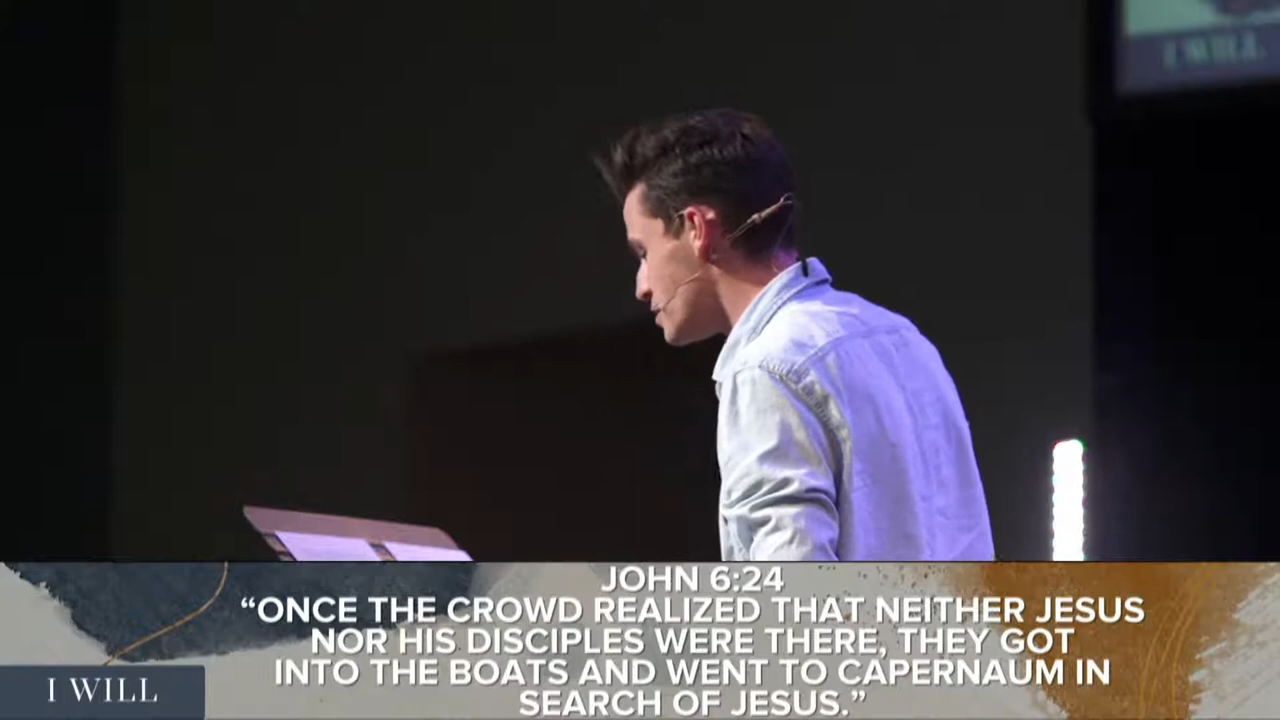 I WILL
JOHN 6:24
“ONCE THE CROWD REALIZED THAT NEITHER JESUS
NOR HIS DISCIPLES WERE THERE, THEY GOT
INTO THE BOATS AND WENT TO CAPERNAUM IN
SEARCH OF JESUS.”
I WILL